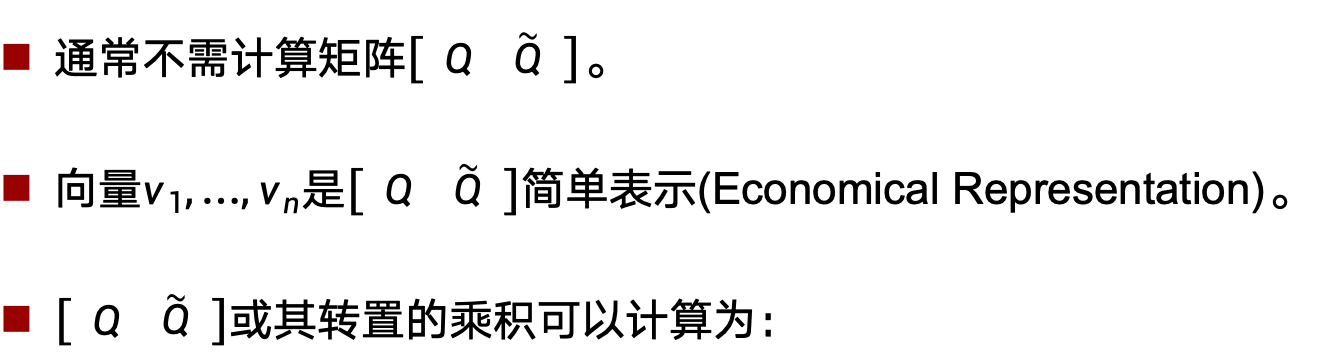 ■ 通常不需计算矩阵[ Q Q̃ ]。
■ 向量v₁,…,vₙ是[ Q Q̃ ]简单表示(Economical Representation)。
■ [ Q Q̃ ]或其转置的乘积可以计算为: